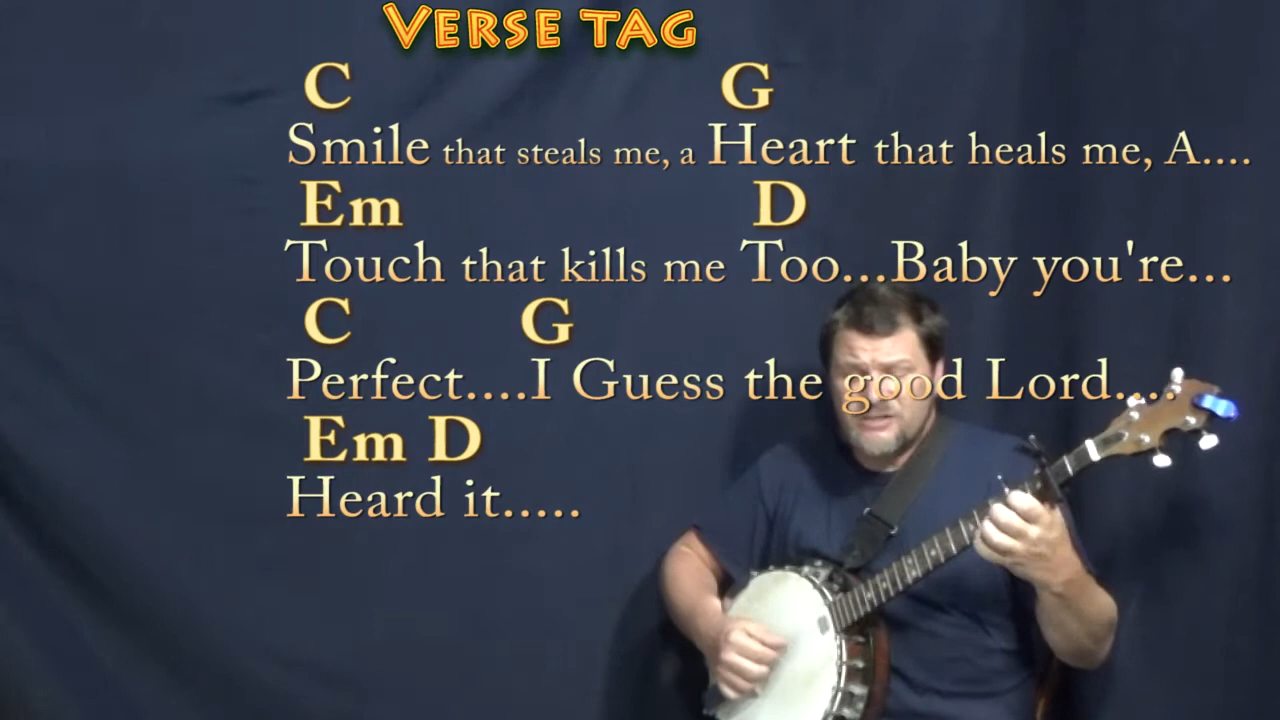 VERSE TAG
C G
Smile that steals me, a Heart that heals me, A....
Em D
Touch that kills me Too...Baby you're...
C G
Perfect....I Guess the good Lord....
Em D
Heard it.....